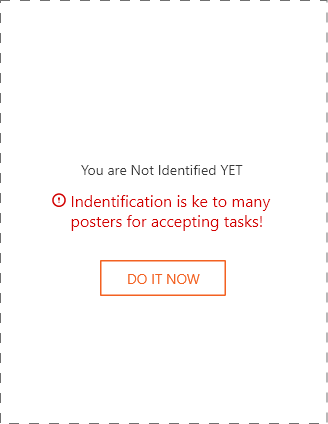 You are Not Identified YET
Indentification is ke to many
posters for accepting tasks!
DO IT NOW